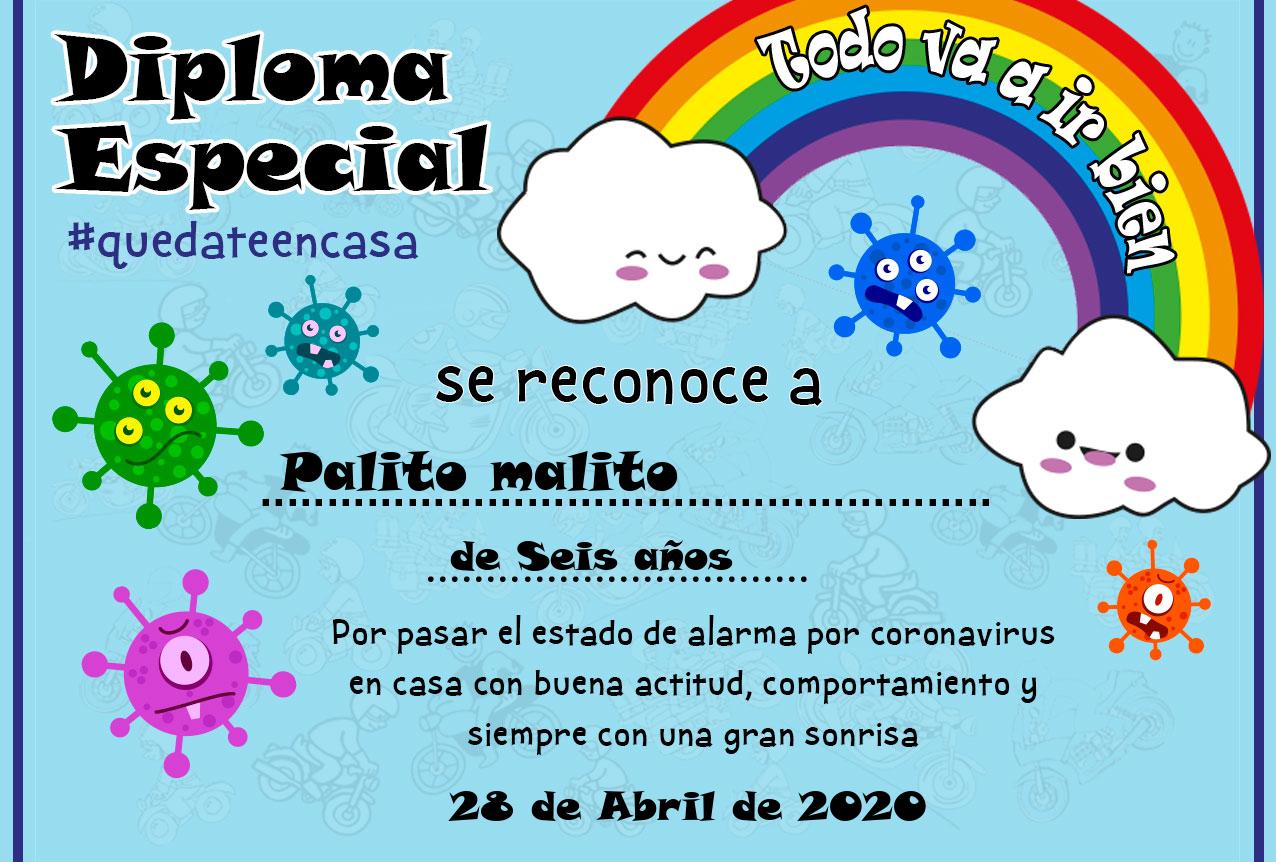 Diploma
Especial
#quedateencasa
Todo va a ir bien
se reconoce a
Palito malito
de Seis años
Por pasar el estado de alarma por coronavirus
en casa con buena actitud, comportamiento y
siempre con una gran sonrisa
28 de Abril de 2020